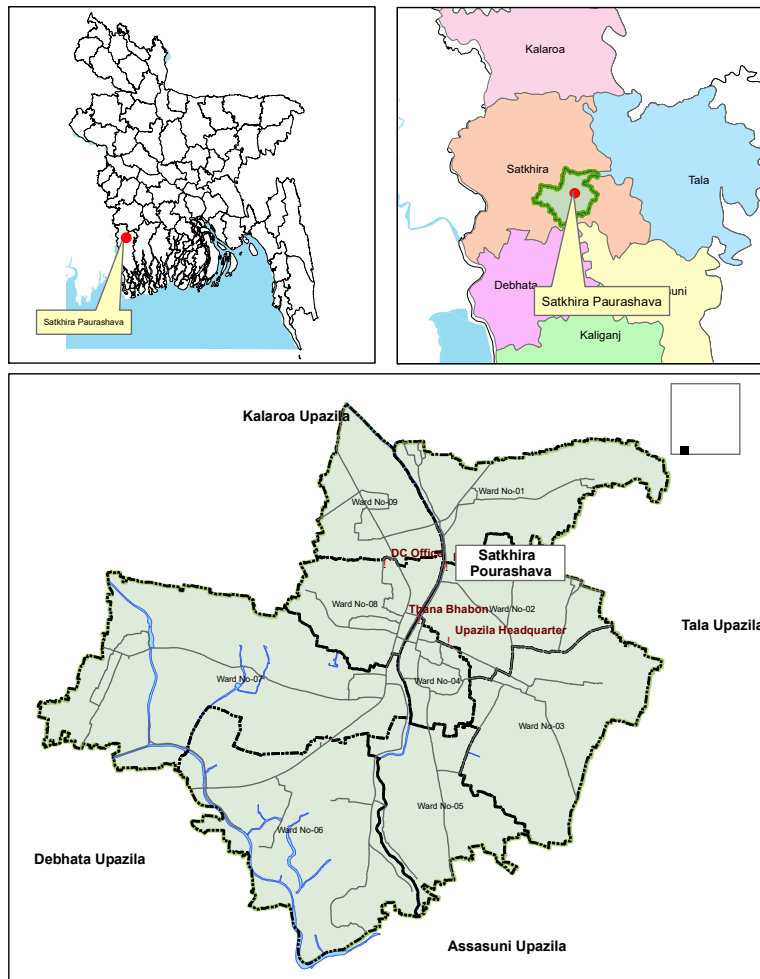 Satkhira Paurashava
Kalaroa
Satkhira
Tala
Debhata
Satkhira Paurashava
Kaliganj
Kalaroa Upazila
Ward No-09
Ward No-01
DC Office
Satkhira
Pourashava
Ward No-08
Thana Bhabon
Ward No-02
Upazila Headquarter
Tala Upazila
Ward No-07
Ward No-04
Ward No-03
Ward No-05
Ward No-06
Debhata Upazila
Assasuni Upazila